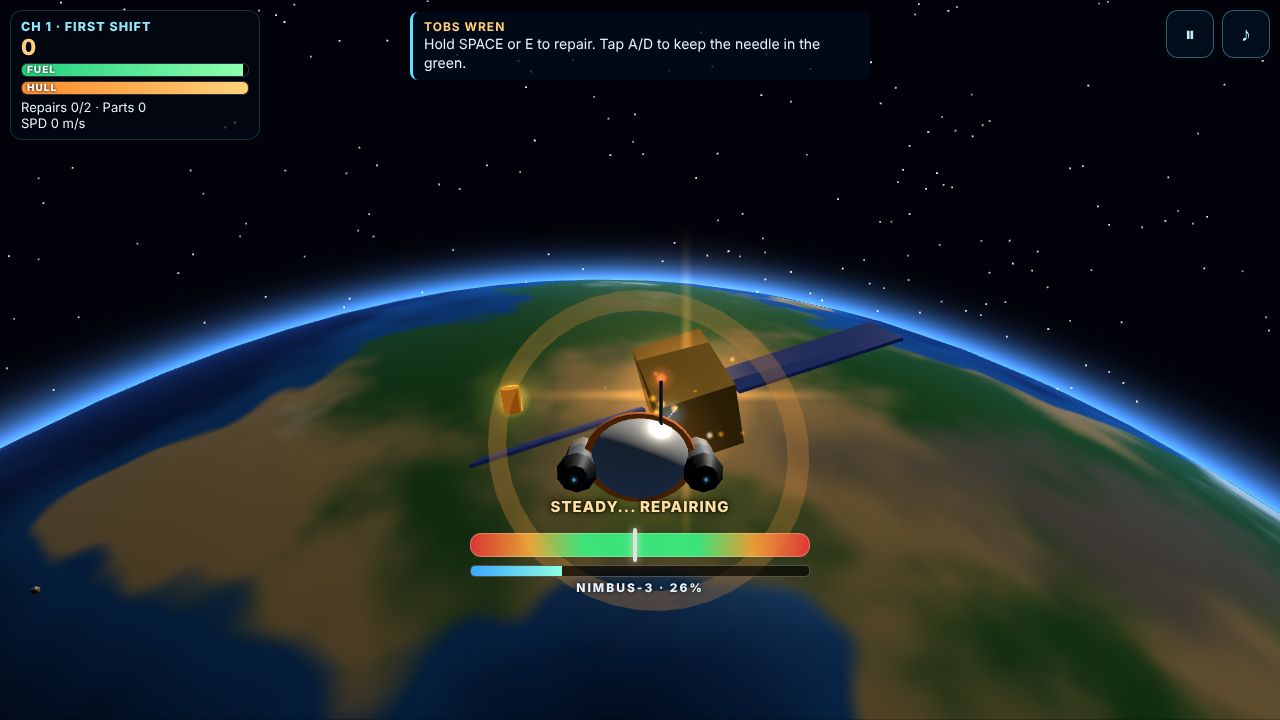 CH 1 · FIRST SHIFT
0
FUEL
HULL
Repairs 0/2 · Parts 0
SPD 0 m/s
TOBS WREN
Hold SPACE or E to repair. Tap A/D to keep the needle in the
green.
⏸
♪
STEADY... REPAIRING
NIMBUS-3 · 26%